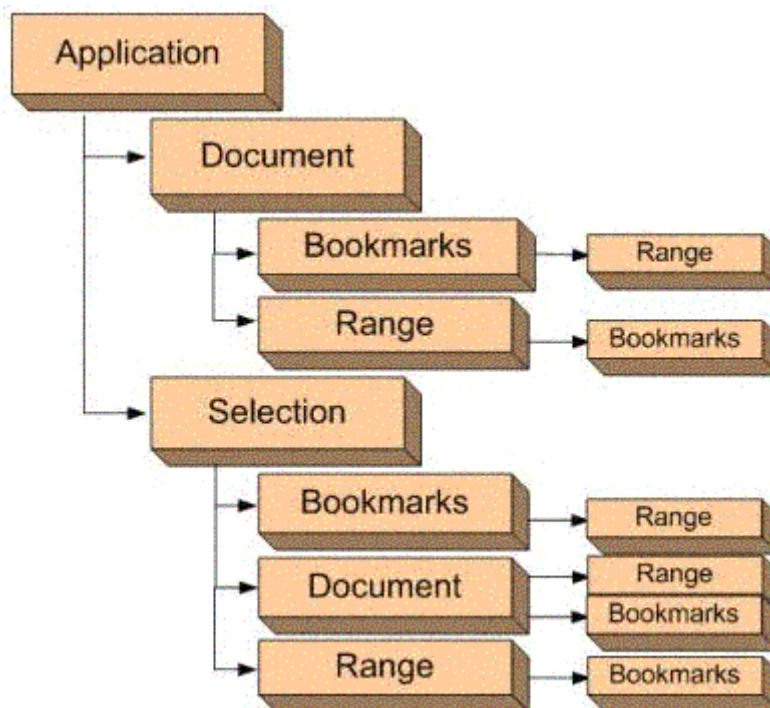 Application
Document
Bookmarks
Range
Range
Bookmarks
Selection
Bookmarks
Range
Document
Range
Bookmarks
Range
Bookmarks